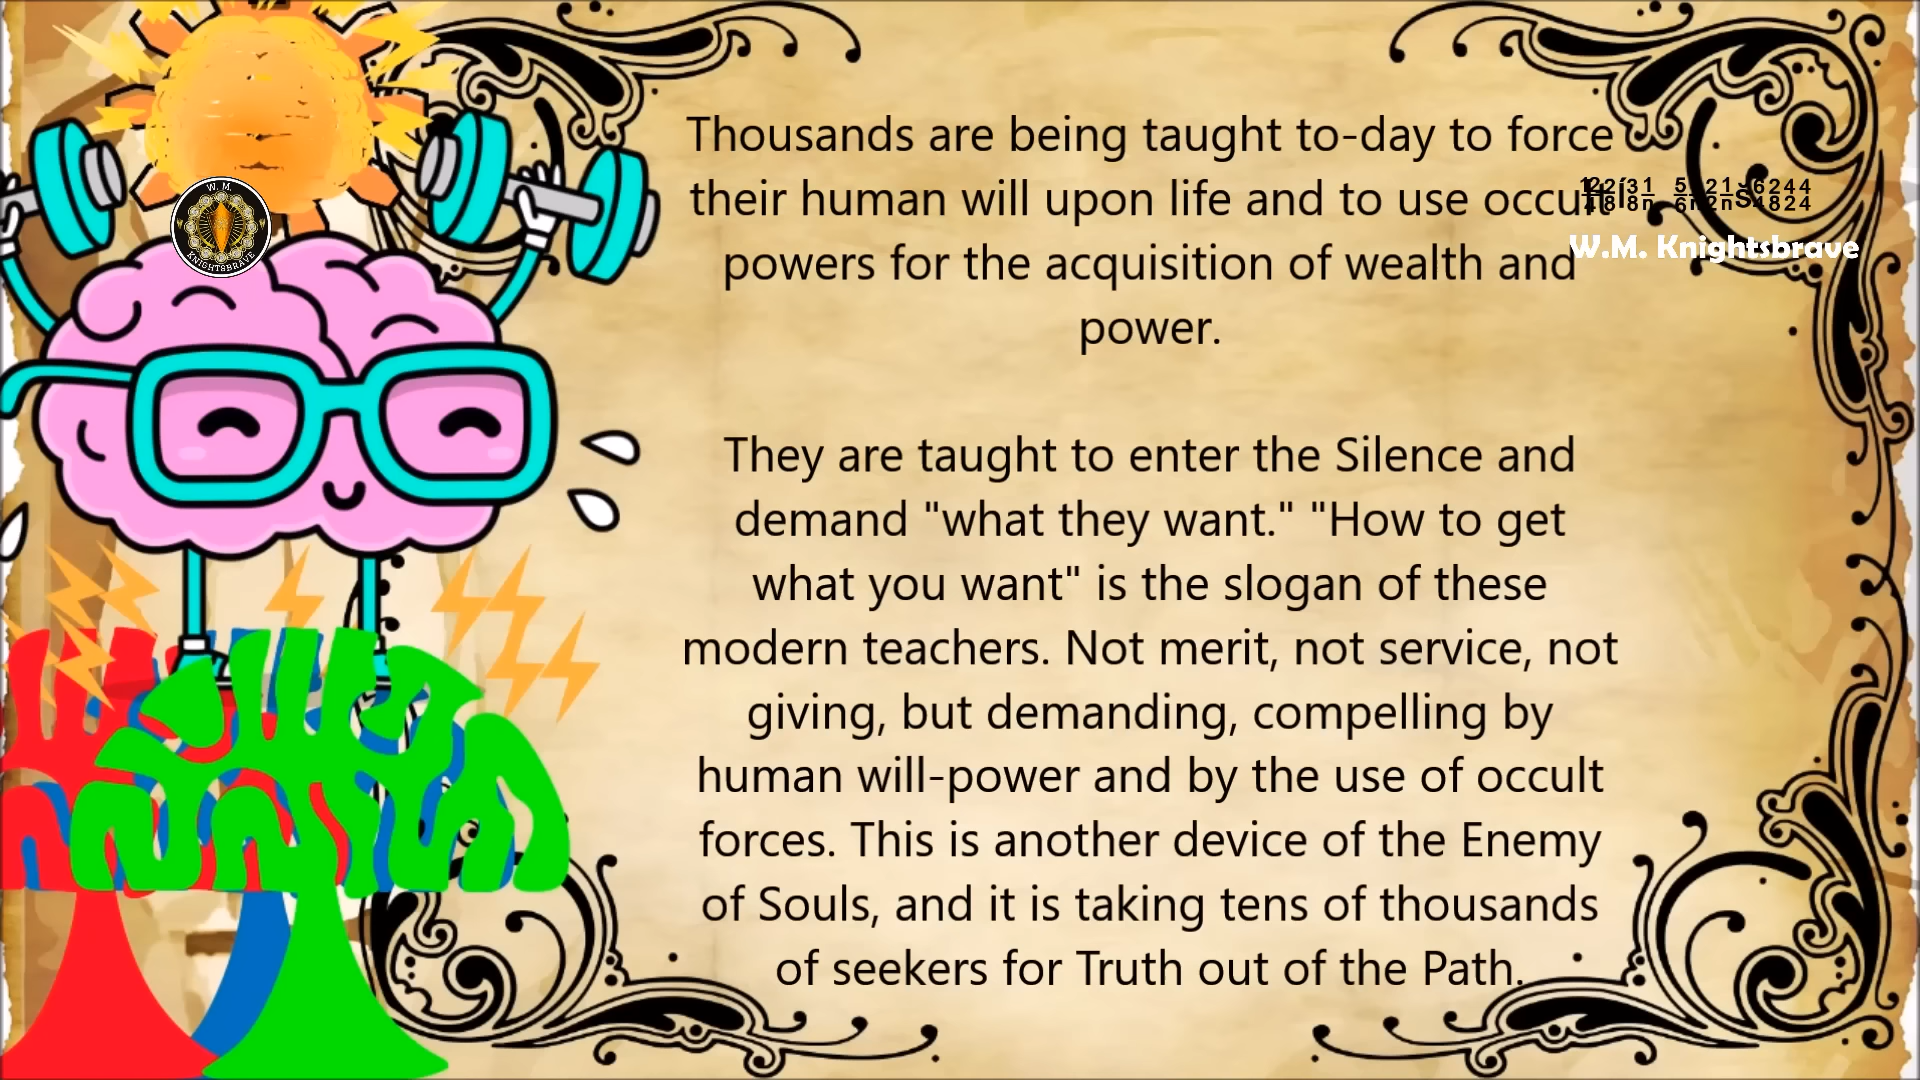 Thousands are being taught to-day to force
their human will upon life and to use occult
powers for the acquisition of wealth and
power.
They are taught to enter the Silence and
demand "what they want." "How to get
what you want" is the slogan of these
modern teachers. Not merit, not service, not
giving, but demanding, compelling by
human will-power and by the use of occult
forces. This is another device of the Enemy
of Souls, and it is taking tens of thousands
of seekers for Truth out of the Path.
W.M. Knightsbrave
W. M.
KNIGHTSBRAVE